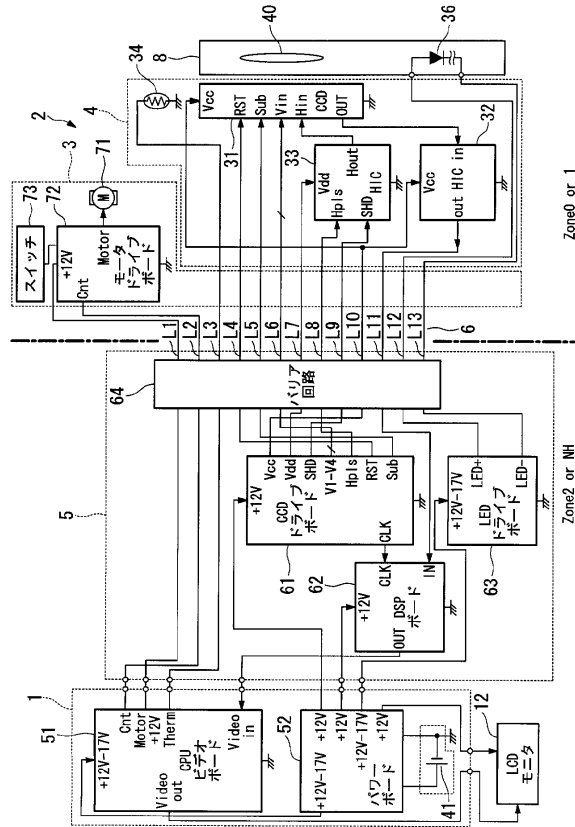 1
51
+12V-17V
Cnt
Motor
+12V
Therm
CPU
ビデオボード
Video
out
Video
in
52
+12V-17V
+12V
+12V
+12V-17V
+12V
パワー
ボード
41
12
LCD
モニタ
5
64
バリア
回路
61
+12V
CCD
ドライブ
ボード
Vcc
Vdd
SHD
V1-V4
Hpls
RST
Sub
CLK
62
+12V
CLK
DSP
ボード
OUT
IN
63
+12V-17V
LED
ドライブ
ボード
LED+
LED-
Zone2 or NH
L1
L2
L3
L4
L5
L6
L7
L8
L9
L10
L11
L12
L13
6
73
スイッチ
72
+12V
Cnt
Motor
モータ
ドライブ
ボード
3
71
M
2
4
34
31
Vcc
RST
Sub
Vin
Hin
CCD
OUT
33
Vdd
Hpls
SHD
HIC
Hout
32
Vcc
HIC
in
out
8
40
36
Zone0 or 1